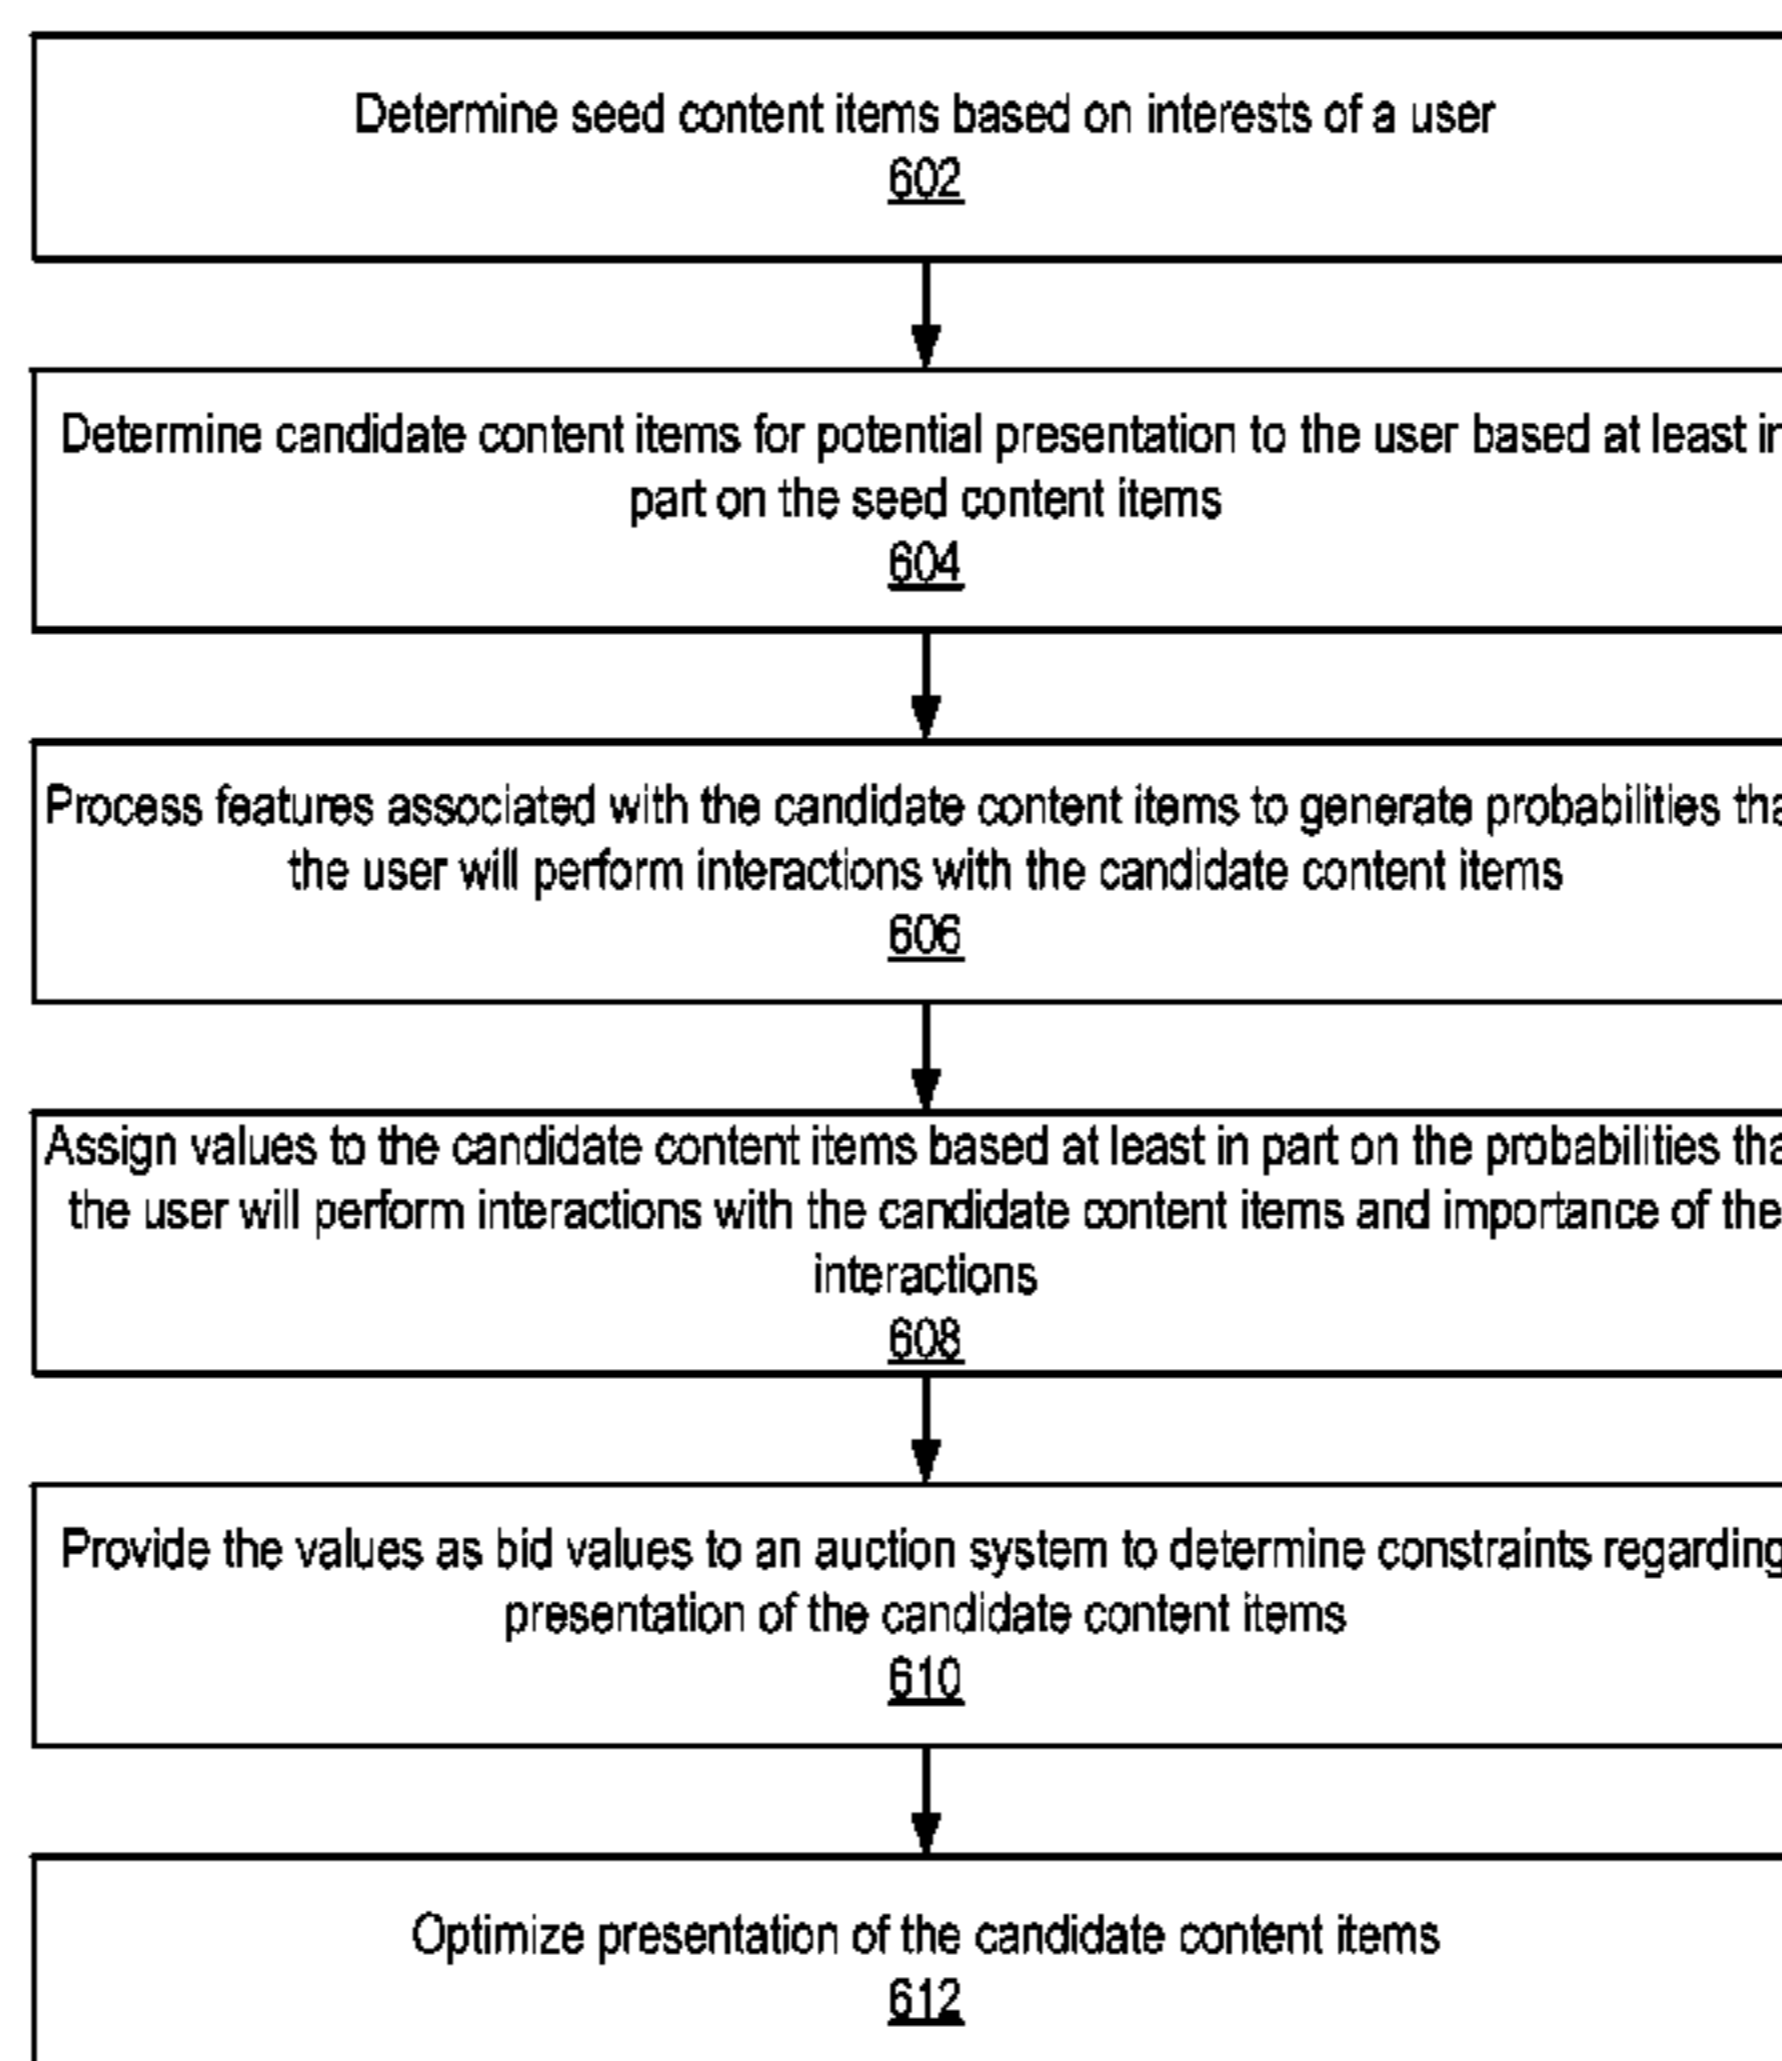 Determine seed content items based on interests of a user
602
Determine candidate content items for potential presentation to the user based at least in
part on the seed content items
604
Process features associated with the candidate content items to generate probabilities tha
the user will perform interactions with the candidate content items
606
Assign values to the candidate content items based at least in part on the probabilities tha
the user will perform interactions with the candidate content items and importance of the
interactions
608
Provide the values as bid values to an auction system to determine constraints regarding
presentation of the candidate content items
610
Optimize presentation of the candidate content items
612